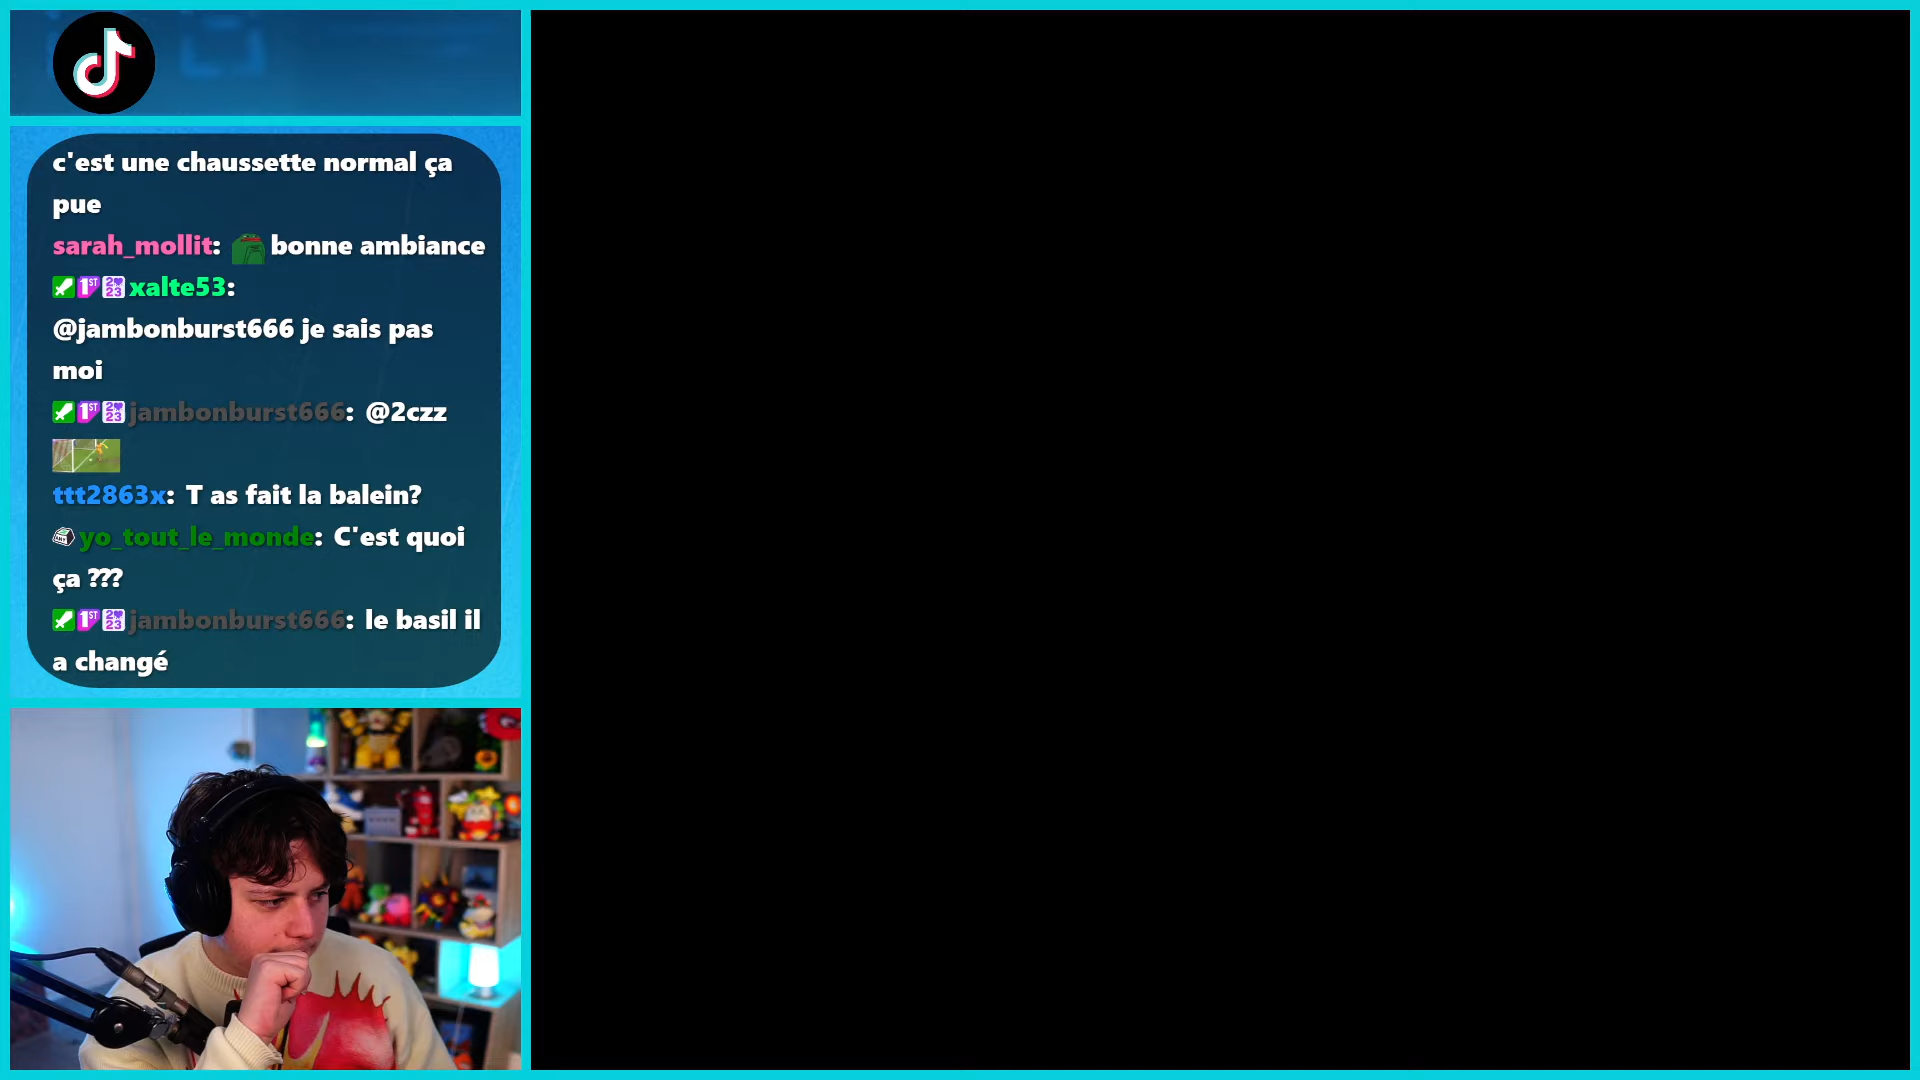 c'est une chaussette normal ça
pue
sarah_mollit: bonne ambiance
xalte53:
@jambonburst666 je sais pas
moi
jambonburst666: @2czz
ttt2863x: T as fait la balein?
yo_tout_le_monde: C'est quoi
ça ???
jambonburst666: le basil il
a changé